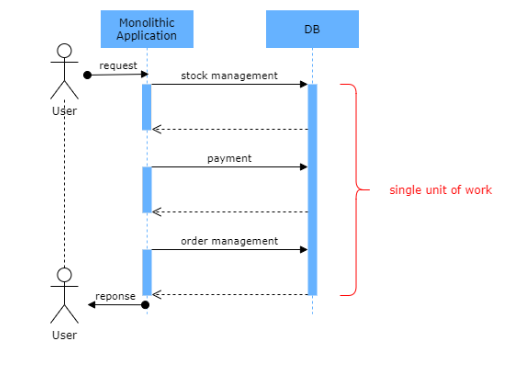 Monolithic
Application
DB
request
stock management
User
payment
single unit of work
order management
reponse
User